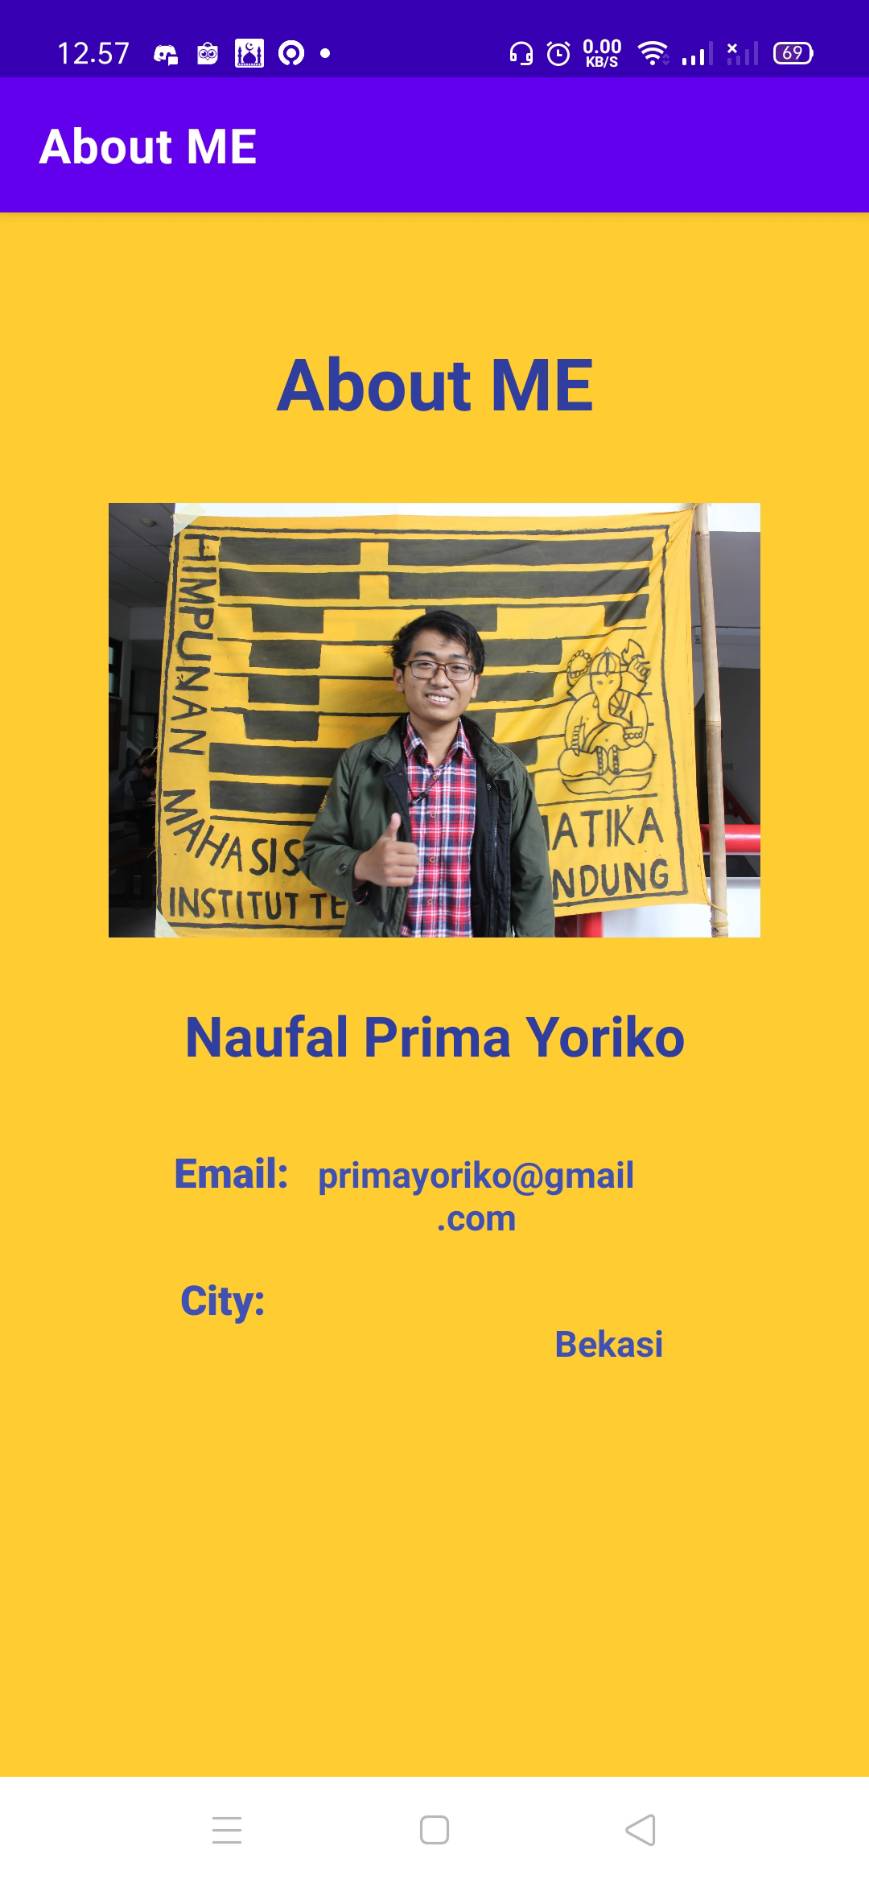 12.57
0.00
KB/S
69
About ME
About ME
HIMPUNAN
MAHASIS
ATIKA
INSTITUT TE
NDUNG
Naufal Prima Yoriko
Email: primayoriko@gmail
.com
City:
Bekasi